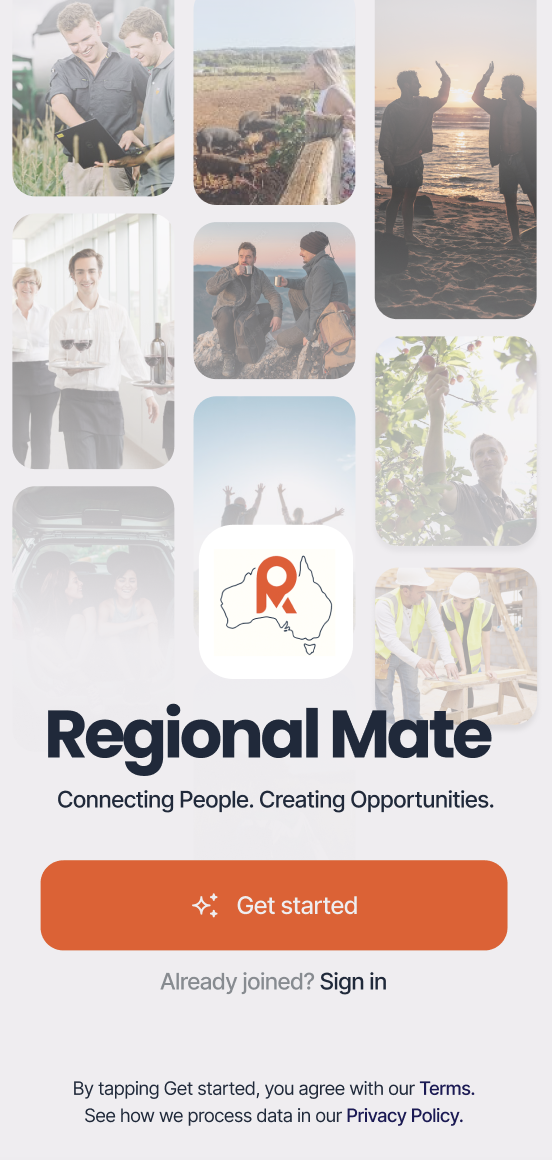 Regional Mate
Connecting People. Creating Opportunities.
Get started
Already joined? Sign in
By tapping Get started, you agree with our Terms.
See how we process data in our Privacy Policy.